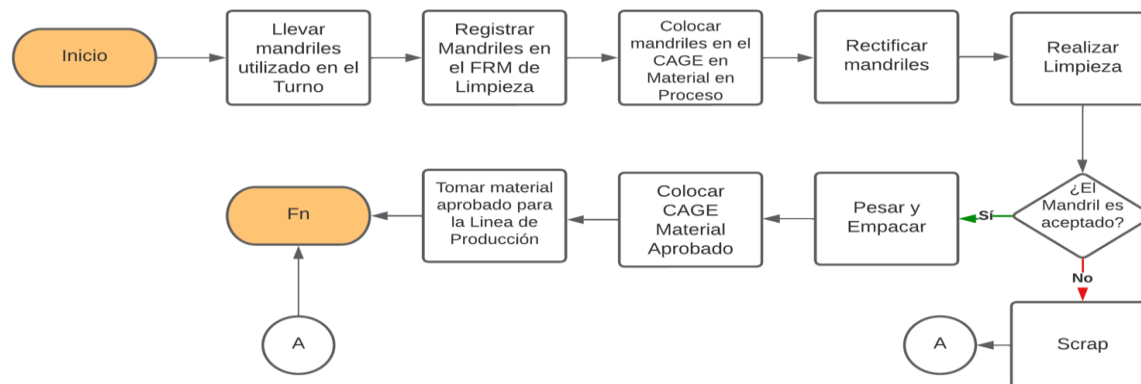 Inicio
Llevar
mandriles
utilizado en el
Turno
Registrar
Mandriles en
el FRM de
Limpieza
Colocar
mandriles en el
CAGE en
Material en
Proceso
Rectificar
mandriles
Realizar
Limpieza
¿El
Mandril es
aceptado?
Sí
Pesar y
Empacar
Colocar
CAGE
Material
Aprobado
Tomar material
aprobado para
la Linea de
Producción
Fn
No
Scrap
A
A